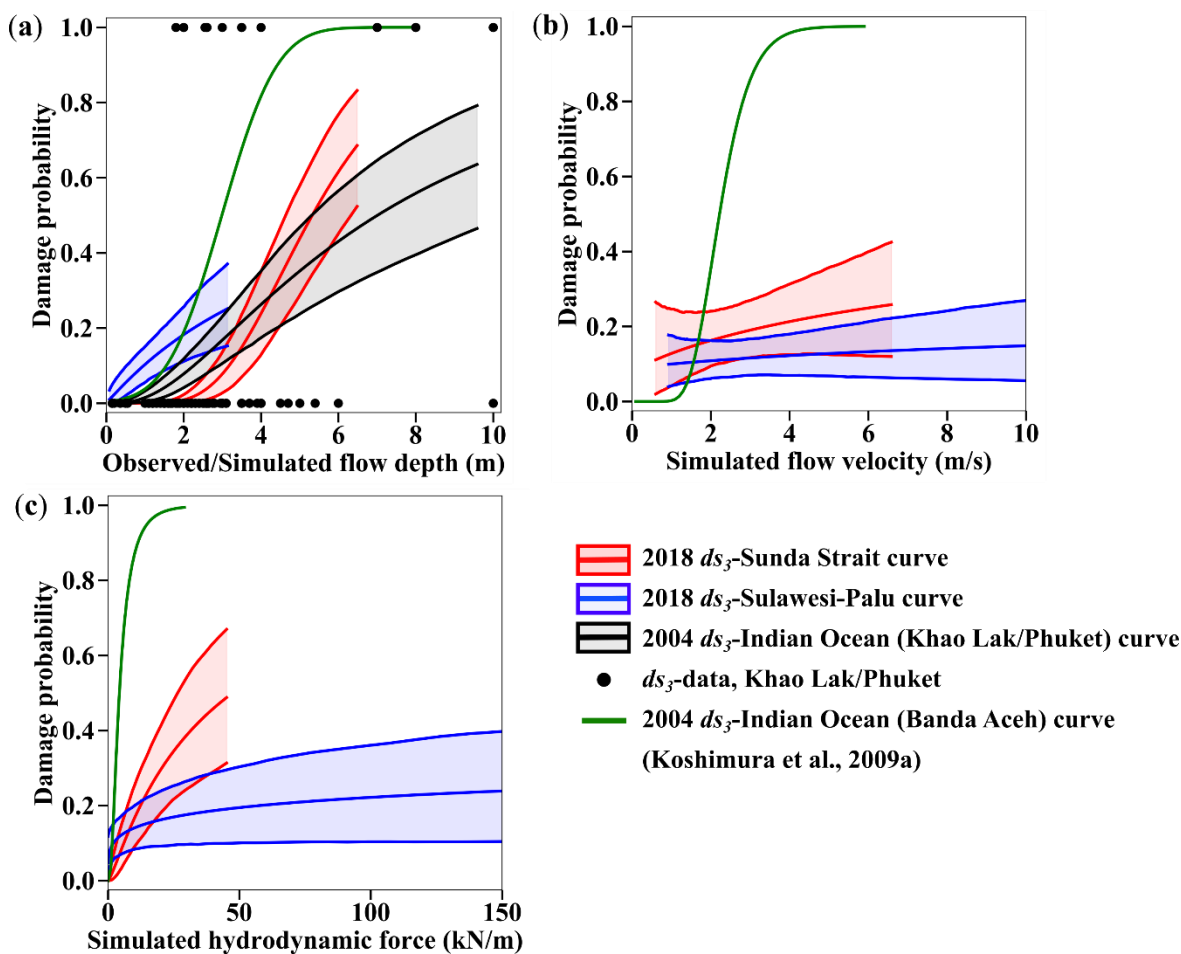 (a)
1.0
0.8
0.6
0.4
0.2
0.0
Damage probability
0 2 4 6 8 10
Observed/Simulated flow depth (m)
(b)
1.0
0.8
0.6
0.4
0.2
0.0
Damage probability
0 2 4 6 8 10
Simulated flow velocity (m/s)
(c)
1.0
0.8
0.6
0.4
0.2
0.0
Damage probability
0 50 100 150
Simulated hydrodynamic force (kN/m)
2018 ds₃-Sunda Strait curve
2018 ds₃-Sulawesi-Palu curve
2004 ds₃-Indian Ocean (Khao Lak/Phuket) curve
ds₃-data, Khao Lak/Phuket
2004 ds₃-Indian Ocean (Banda Aceh) curve
(Koshimura et al., 2009a)